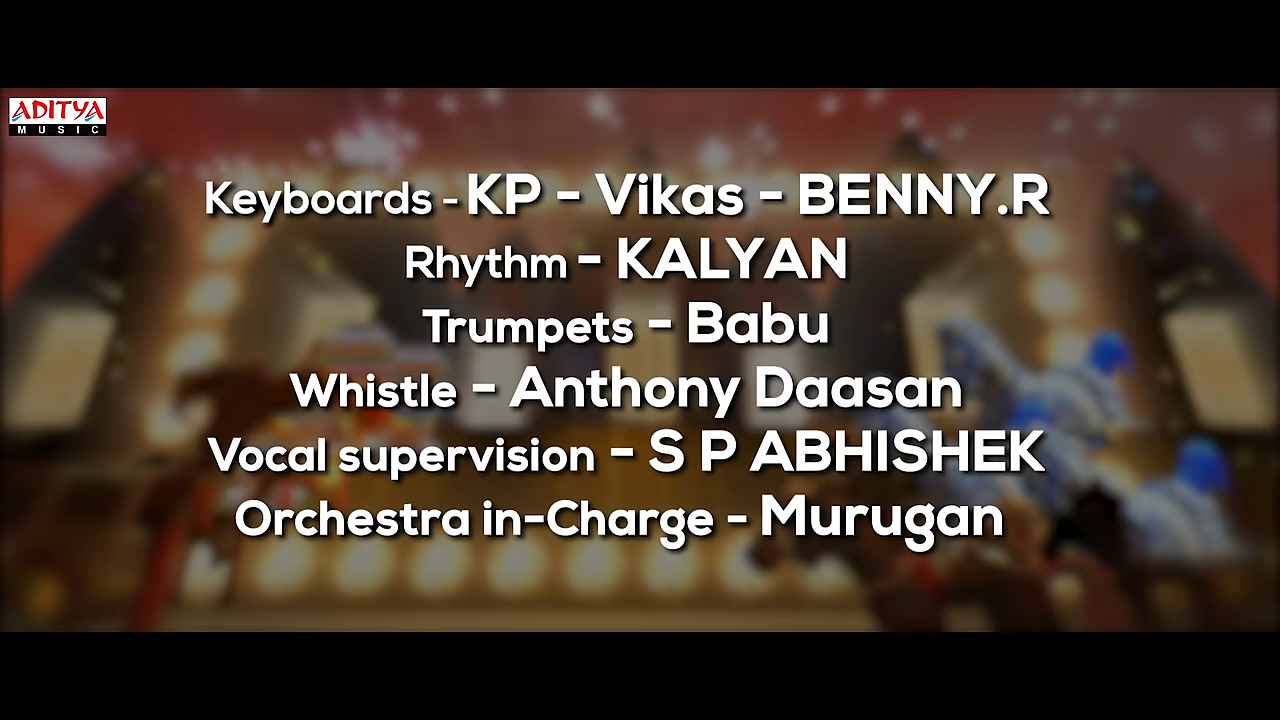 ADITYA
MUSIC
Keyboards - KP - Vikas - BENNY.R
Rhythm - KALYAN
Trumpets - Babu
Whistle - Anthony Daasan
Vocal supervision - S P ABHISHEK
Orchestra in-Charge - Murugan